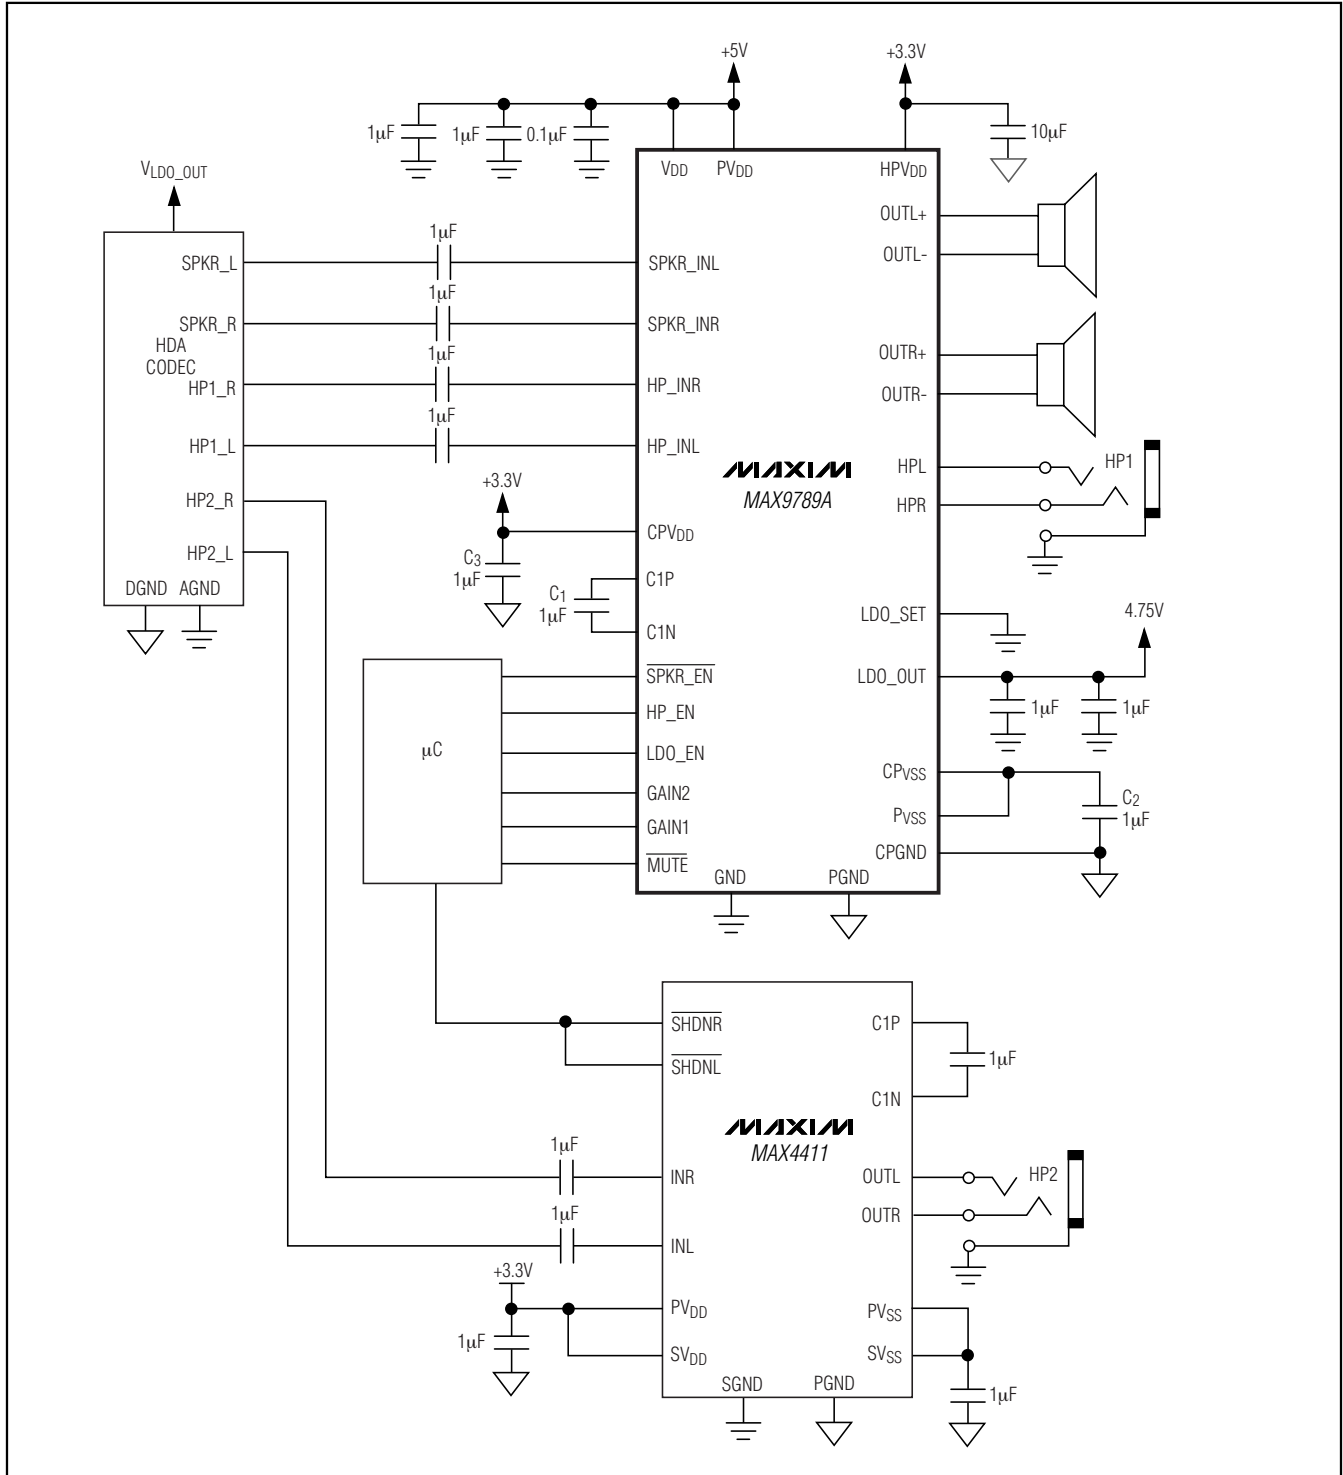 +5V
+3.3V
1µF
1µF
0.1µF
10µF
VDD
PVDD
HPVDD
VLDO_OUT
SPKR_L
SPKR_R
HDA
CODEC
HP1_R
HP1_L
HP2_R
HP2_L
DGND
AGND
1µF
1µF
1µF
1µF
SPKR_INL
SPKR_INR
HP_INR
HP_INL
OUTL+
OUTL-
OUTR+
OUTR-
HPL
HPR
HP1
MAXIM
MAX9789A
+3.3V
CPVDD
C3
1µF
C1P
C1
1µF
C1N
LDO_SET
4.75V
LDO_OUT
1µF
1µF
µC
SPKR_EN
HP_EN
LDO_EN
GAIN2
GAIN1
MUTE
CPVSS
PVSS
C2
1µF
CPGND
GND
PGND
SHDNR
SHDNL
C1P
1µF
C1N
MAXIM
MAX4411
1µF
INR
1µF
INL
OUTL
OUTR
HP2
+3.3V
1µF
PVDD
SVDD
PVSS
SVSS
1µF
SGND
PGND